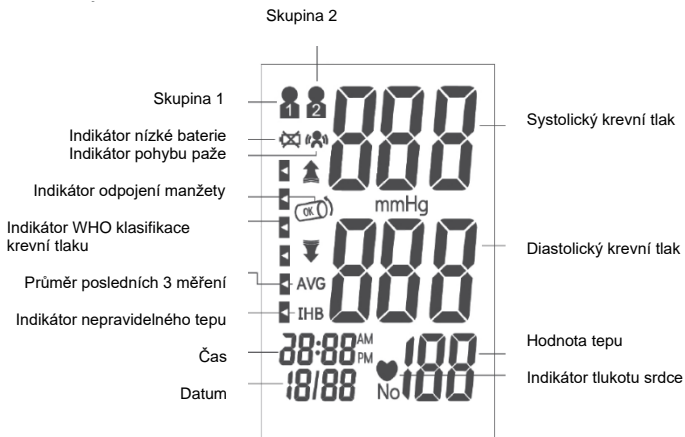 Skupina 2
Skupina 1
Indikátor nízké baterie
Indikátor pohybu paže
Indikátor odpojení manžety
Indikátor WHO klasifikace
krevní tlaku
Průměr posledních 3 měření
Indikátor nepravidelného tepu
Čas
Datum
1 2
888
OK
mmHg
888
AVG
IHB
28:88 AM
PM
18/88
No 188
Systolický krevní tlak
Diastolický krevní tlak
Hodnota tepu
Indikátor tlukotu srdce